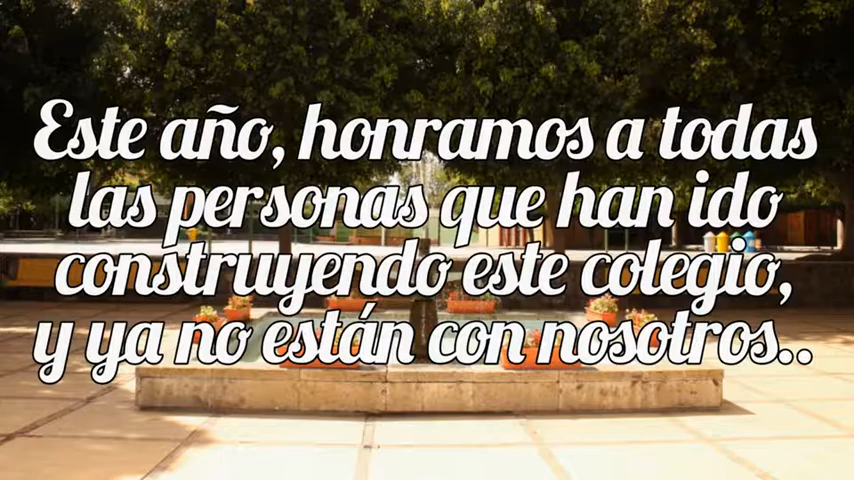 Este año, honramos a todas
las personas que han ido
construyendo este colegio,
y ya no están con nosotros..